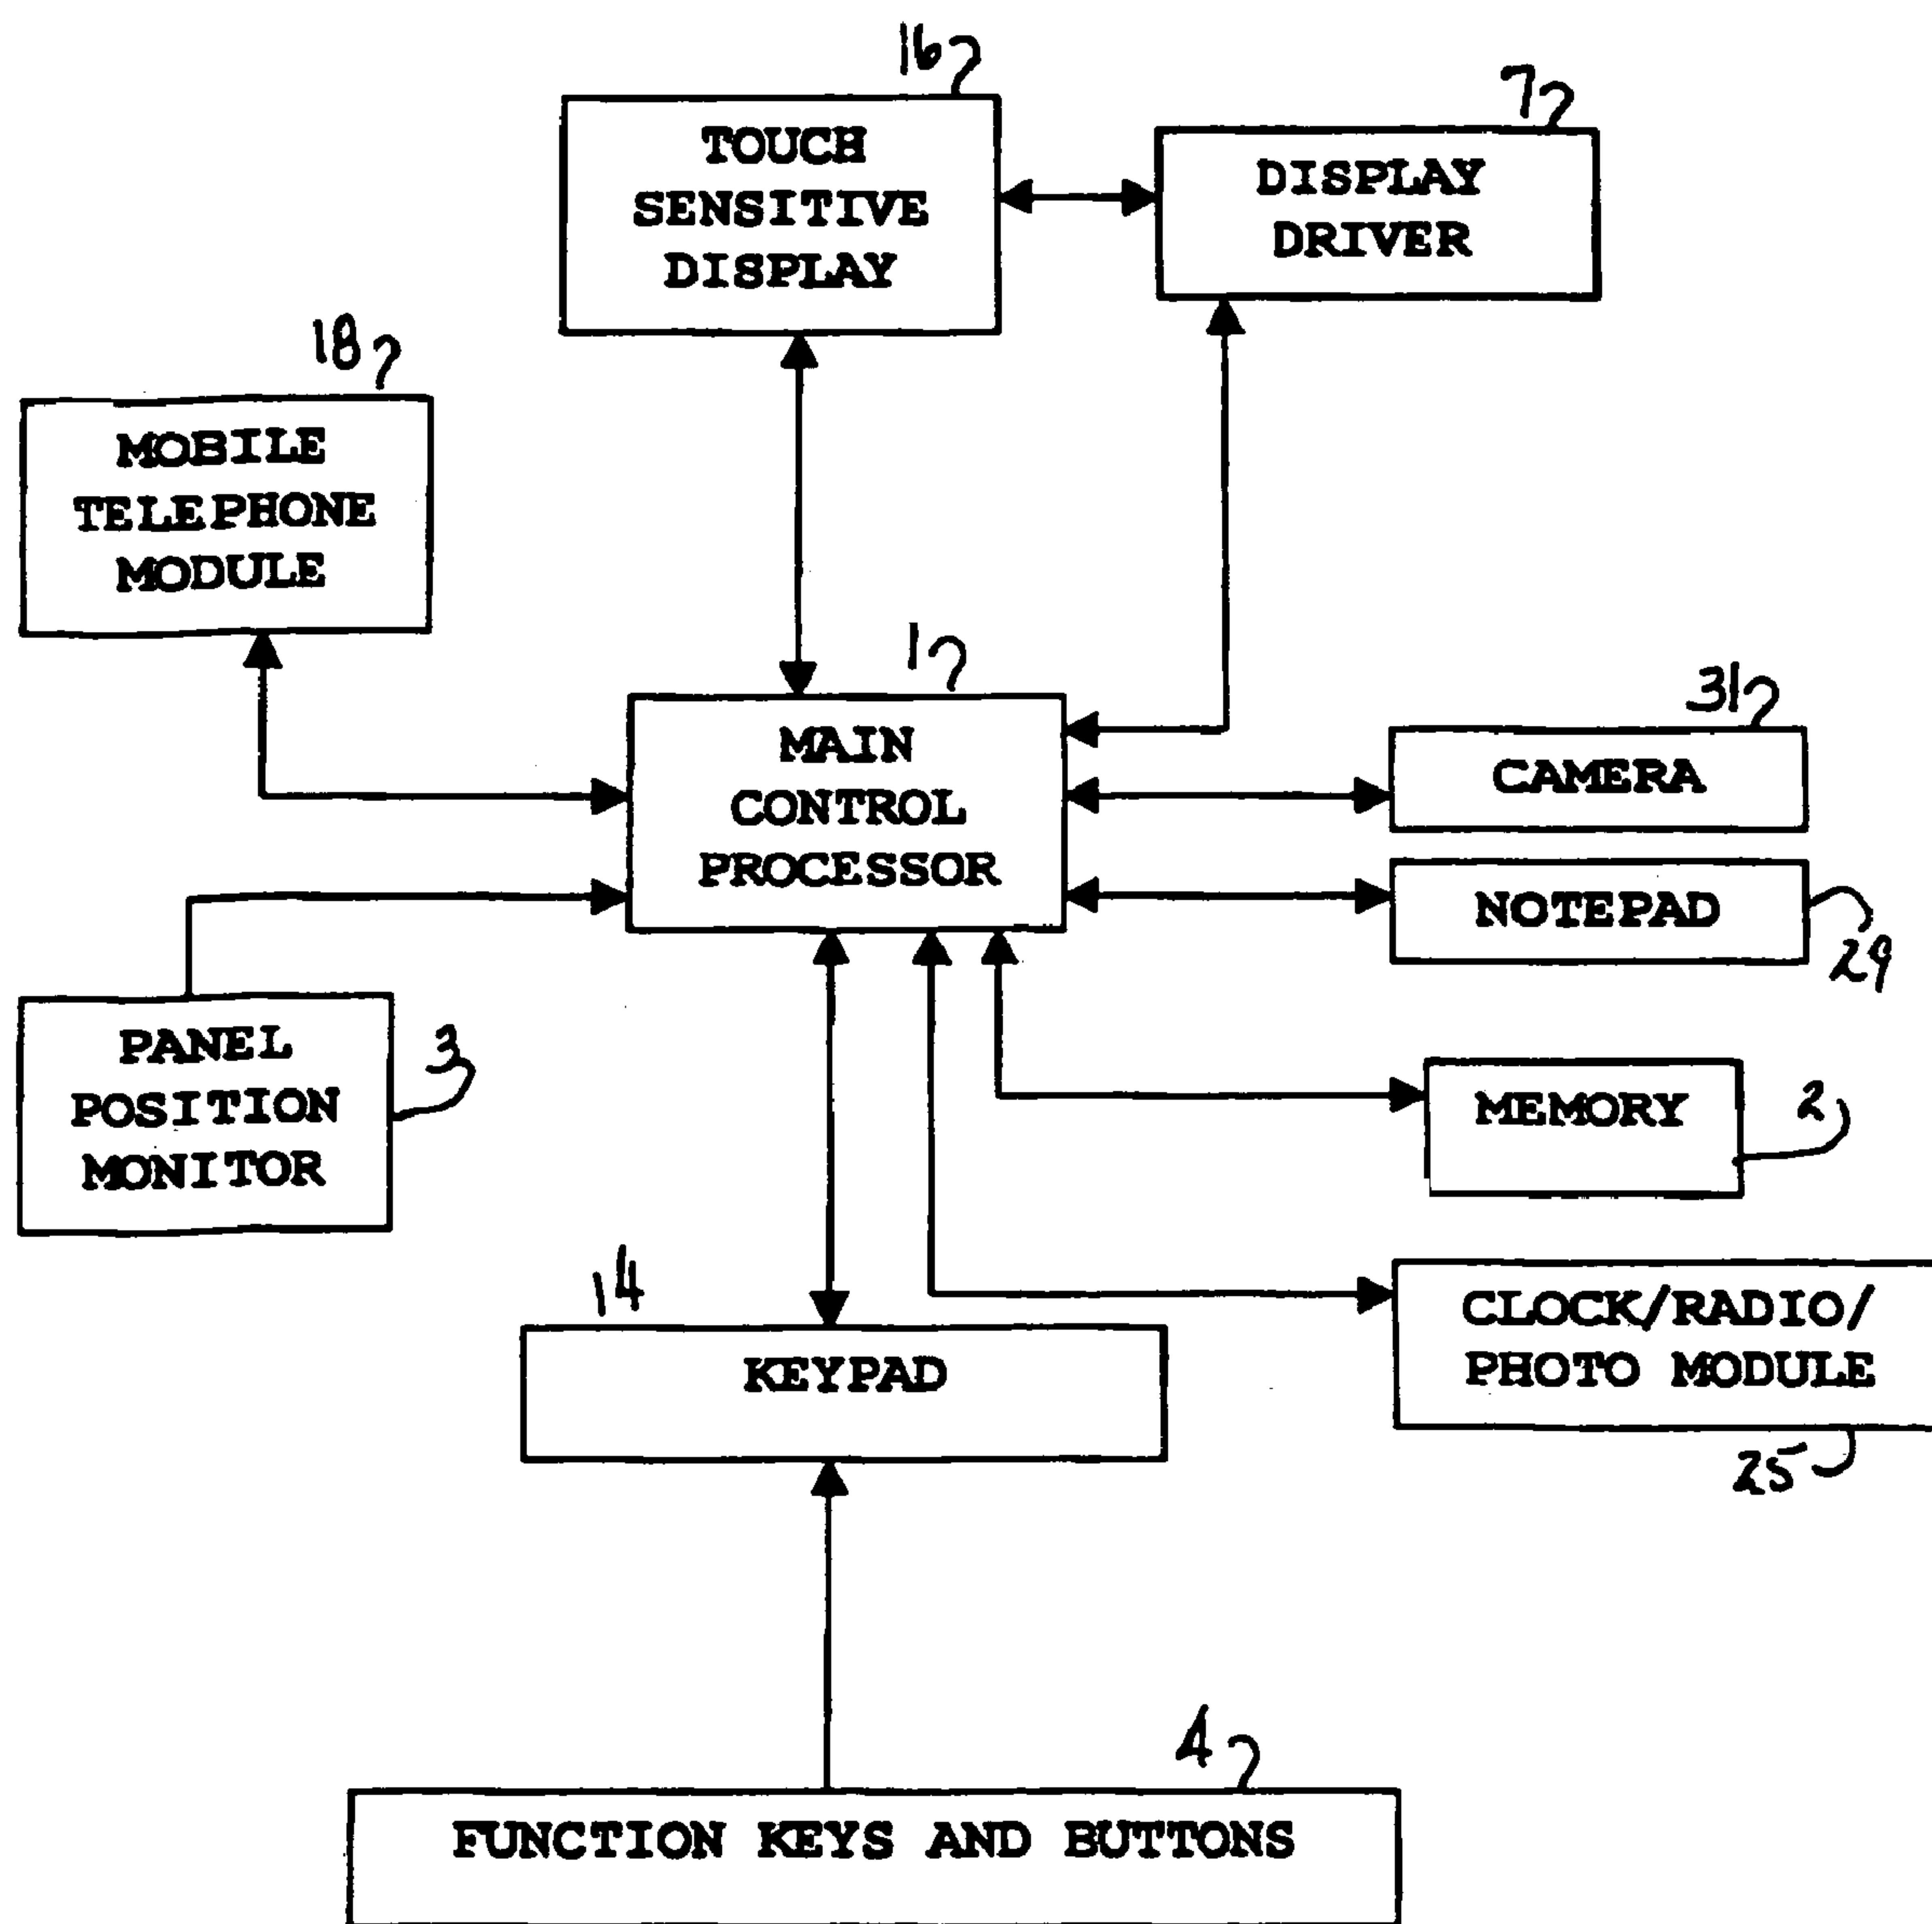 16
TOUCH
SENSITIVE
DISPLAY
7
DISPLAY
DRIVER
18
MOBILE
TELEPHONE
MODULE
1
MAIN
CONTROL
PROCESSOR
31
CAMERA
NOTEPAD
29
PANEL
POSITION
MONITOR
3
MEMORY
2
14
KEYPAD
CLOCK/RADIO/
PHOTO MODULE
25
4
FUNCTION KEYS AND BUTTONS